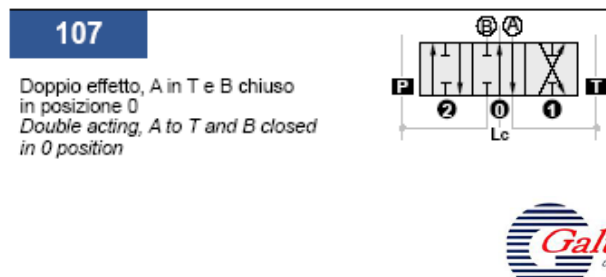 107
Doppio effetto, A in T e B chiuso
in posizione 0
Double acting, A to T and B closed
in 0 position
B A
P T
2 0 1
Lc